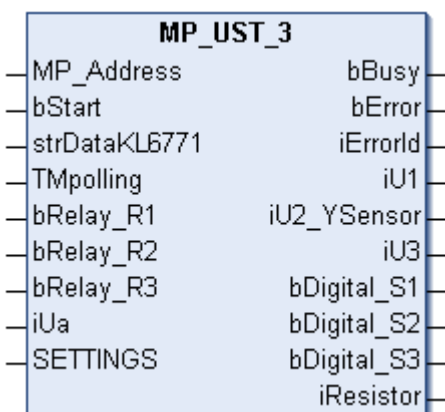 MP_UST_3
MP_Address bBusy
bStart bError
strDataKL6771 iErrorId
TMpolling iU1
bRelay_R1 iU2_YSensor
bRelay_R2 iU3
bRelay_R3 bDigital_S1
iUa bDigital_S2
SETTINGS bDigital_S3
iResistor